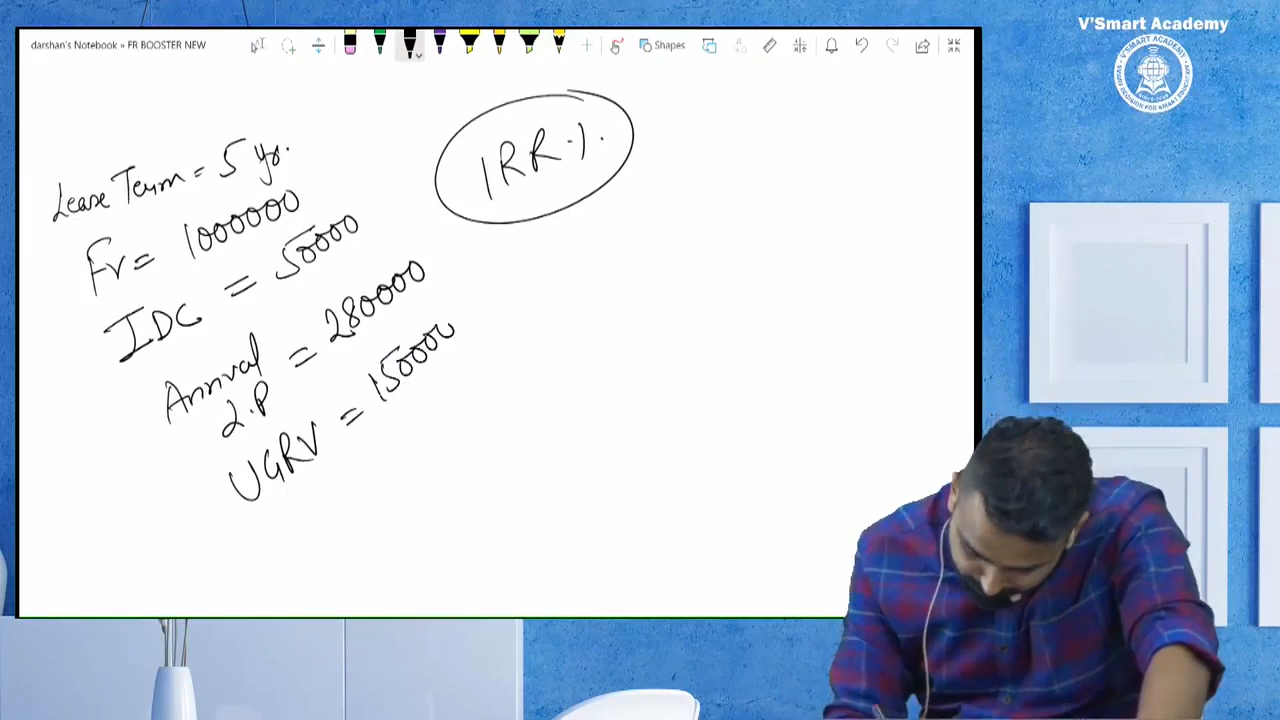 V'Smart Academy
darshan's Notebook » FR BOOSTER NEW
Shapes
IRR%.
Lease Term = 5 yr.
Fv = 1000000
IDC = 50000
Annual = 280000
L.P
UGRV = 150000